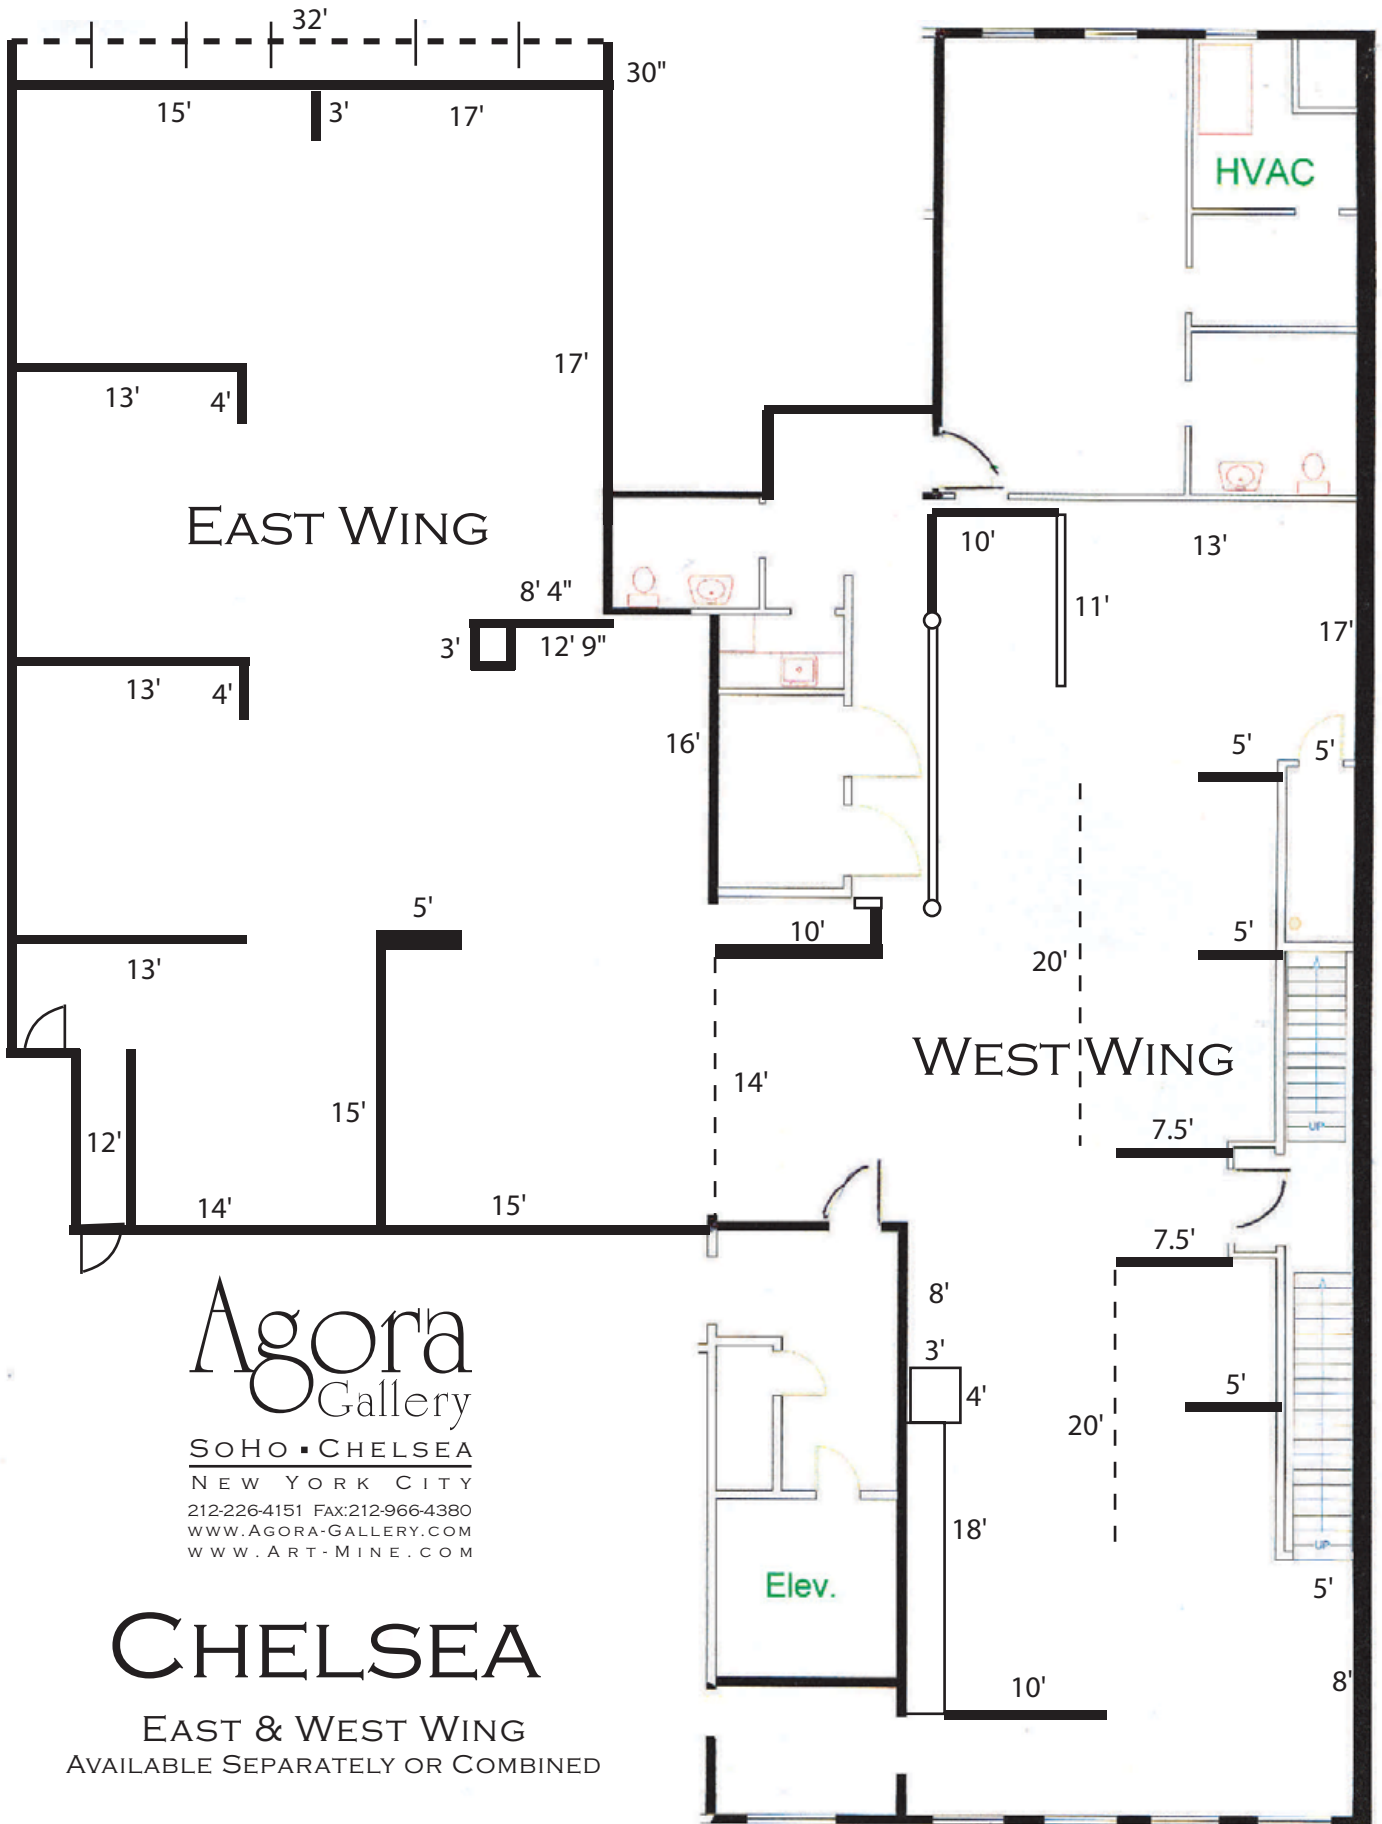 32'
30"
15'
3'
17'
HVAC
17'
13'
4'
EAST WING
10'
13'
8' 4"
11'
17'
3'
12' 9"
13'
4'
16'
5'
5'
5'
10'
5'
20'
13'
WEST WING
14'
15'
12'
7.5'
UP
14'
15'
7.5'
8'
3'
4'
5'
20'
Agora
Gallery
SOHO ▪ CHELSEA
NEW YORK CITY
212-226-4151 FAX:212-966-4380
WWW.AGORA-GALLERY.COM
WWW.ART-MINE.COM
18'
UP
Elev.
5'
CHELSEA
8'
10'
EAST & WEST WING
AVAILABLE SEPARATELY OR COMBINED